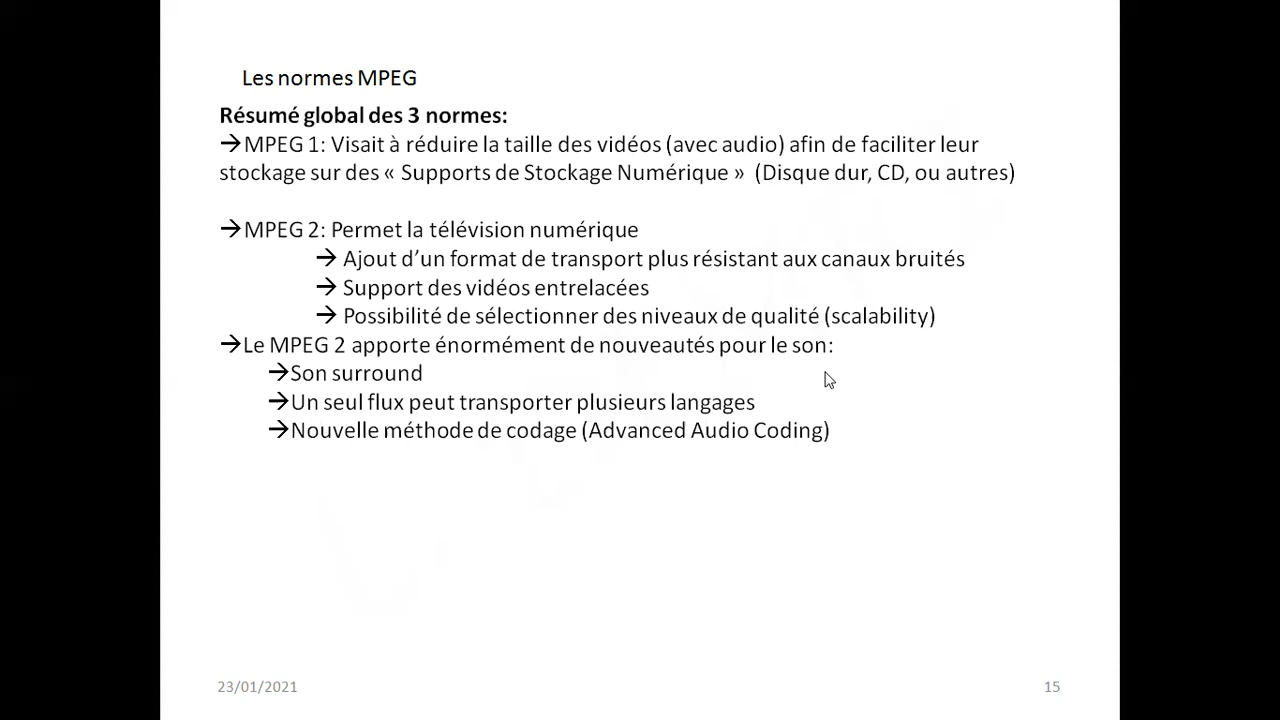 Les normes MPEG
Résumé global des 3 normes:
→MPEG 1: Visait à réduire la taille des vidéos (avec audio) afin de faciliter leur
stockage sur des « Supports de Stockage Numérique » (Disque dur, CD, ou autres)
→MPEG 2: Permet la télévision numérique
→ Ajout d’un format de transport plus résistant aux canaux bruités
→ Support des vidéos entrelacées
→ Possibilité de sélectionner des niveaux de qualité (scalability)
→Le MPEG 2 apporte énormément de nouveautés pour le son:
→Son surround
→Un seul flux peut transporter plusieurs langages
→Nouvelle méthode de codage (Advanced Audio Coding)
23/01/2021
15